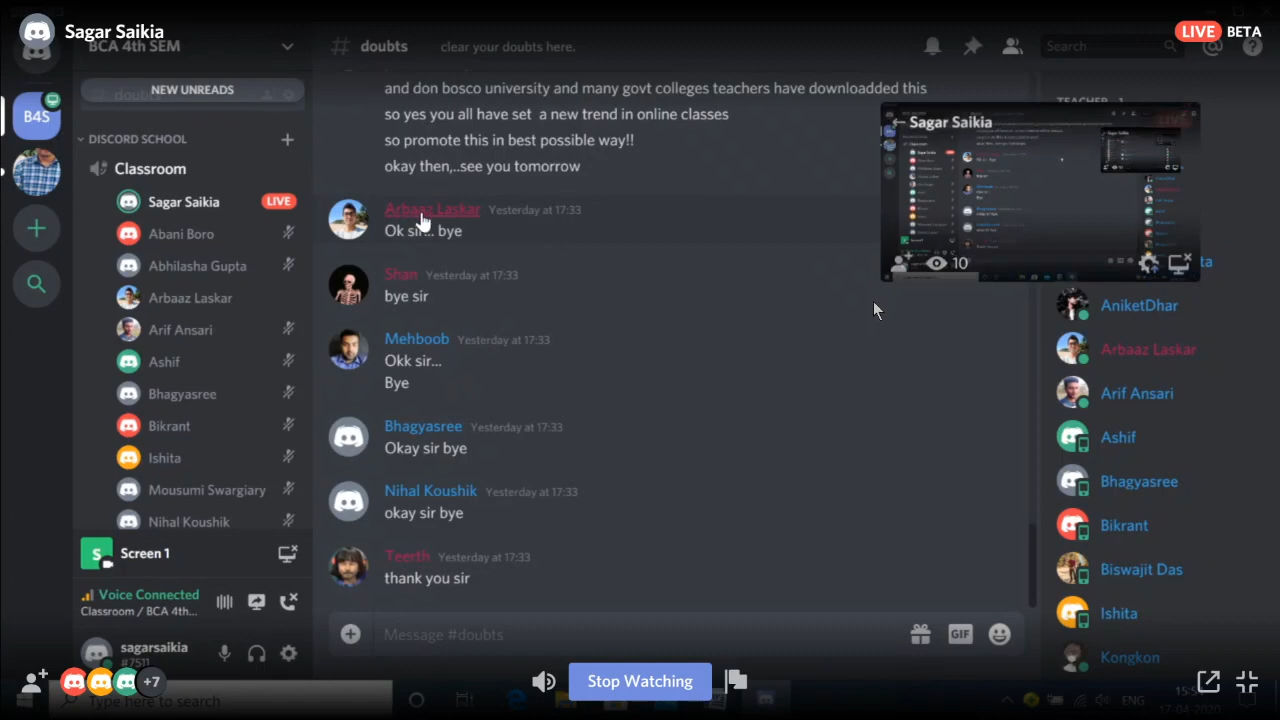 Sagar Saikia
LIVE BETA
BCA 4th SEM
# doubts
clear your doubts here.
Search
NEW UNREADS
doubts
B4S
DISCORD SCHOOL
Classroom
Sagar Saikia LIVE
Abani Boro
Abhilasha Gupta
Arbaaz Laskar
Arif Ansari
Ashif
Bhagyasree
Bikrant
Ishita
Mousumi Swargiary
Nihal Koushik
S Screen 1
Voice Connected
Classroom / BCA 4th...
sagarsaikia
#7511
+7
and don bosco university and many govt colleges teachers have downloadded this
so yes you all have set a new trend in online classes
so promote this in best possible way!!
okay then,..see you tomorrow
Arbaaz Laskar Yesterday at 17:33
Ok sir... bye
Shan Yesterday at 17:33
bye sir
Mehboob Yesterday at 17:33
Okk sir...
Bye
Bhagyasree Yesterday at 17:33
Okay sir bye
Nihal Koushik Yesterday at 17:33
okay sir bye
Teerth Yesterday at 17:33
thank you sir
Message #doubts
GIF
Stop Watching
TEACHER
Sagar Saikia
10
AniketDhar
Arbaaz Laskar
Arif Ansari
Ashif
Bhagyasree
Bikrant
Biswajit Das
Ishita
Kongkon
Type here to search
ENG
17-04-2020